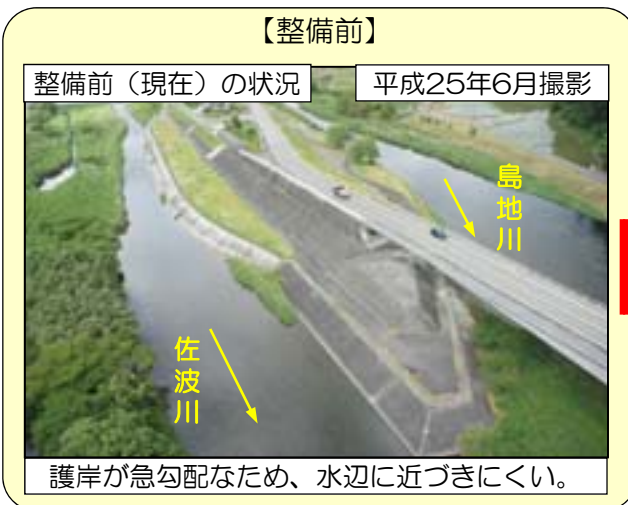 【整備前】
整備前（現在）の状況
平成25年6月撮影
島地川
佐波川
護岸が急勾配なため、水辺に近づきにくい。